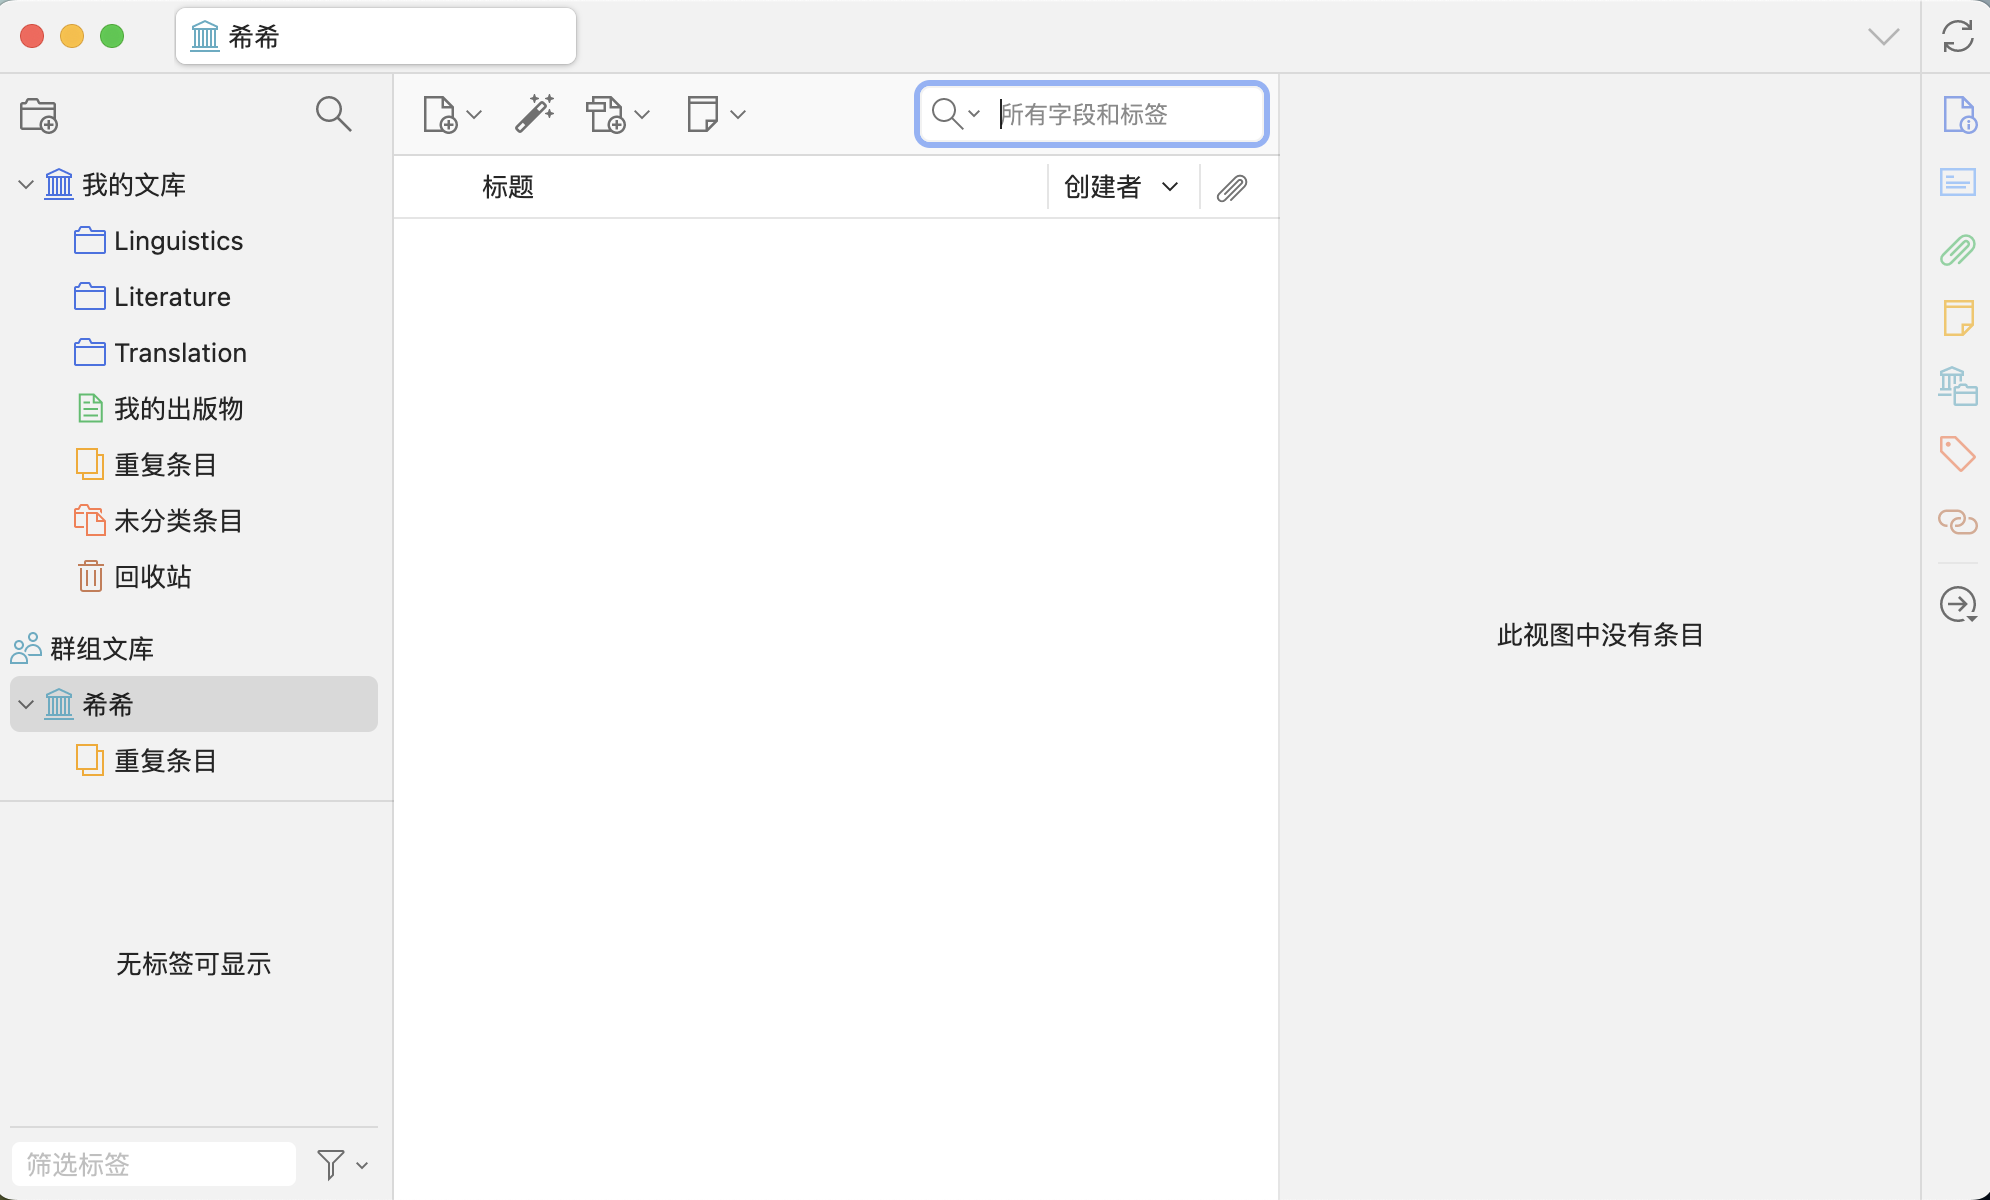 希希
所有字段和标签
我的文库
Linguistics
Literature
Translation
我的出版物
重复条目
未分类条目
回收站
群组文库
希希
重复条目
无标签可显示
筛选标签
标题
创建者
此视图中没有条目